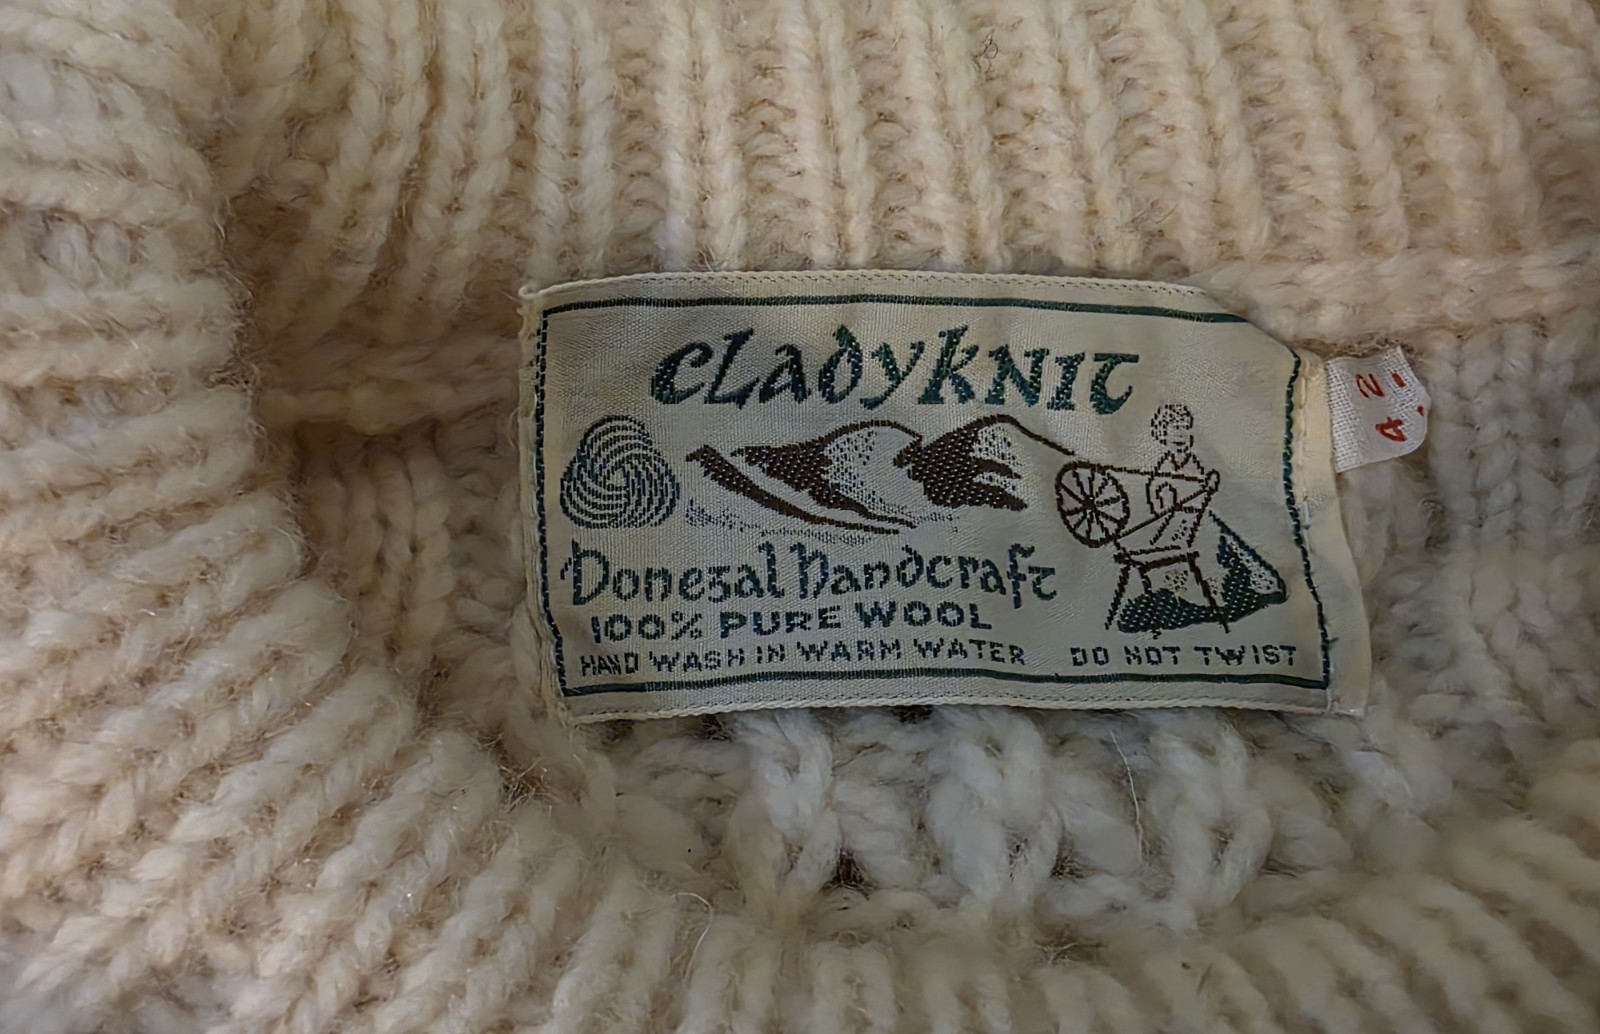 CLADYKNIT
Donegal Handcraft
100% PURE WOOL
HAND WASH IN WARM WATER DO NOT TWIST
42